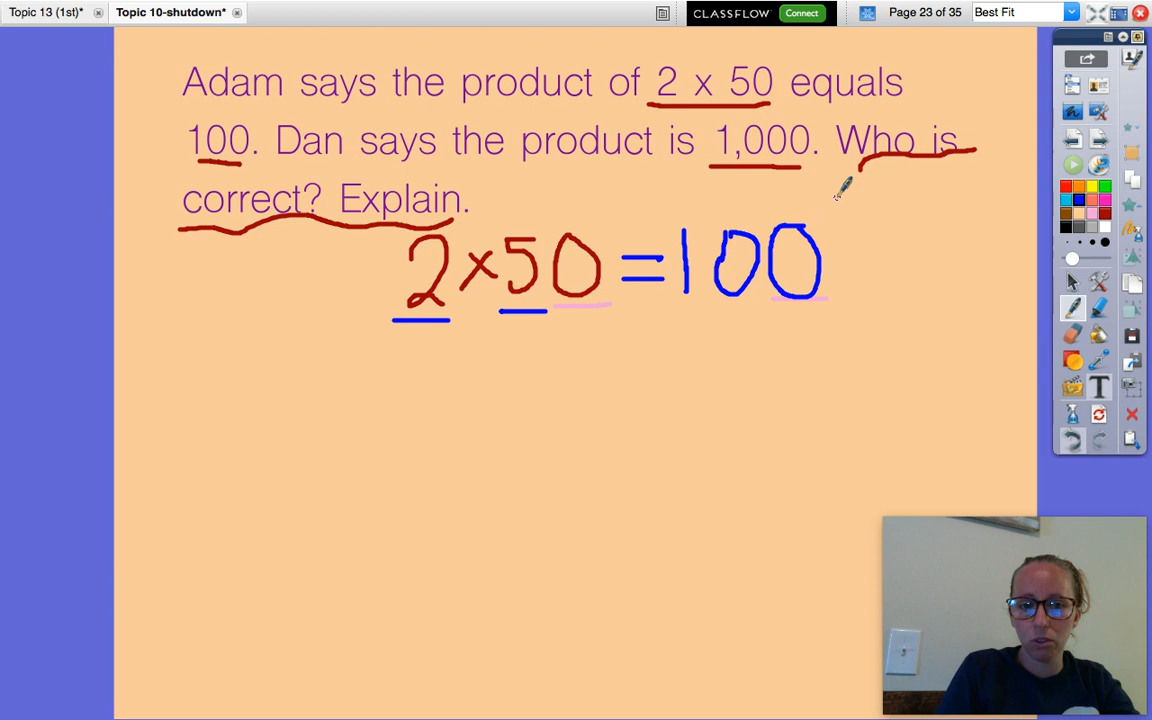 Topic 13 (1st)*
Topic 10-shutdown*
CLASSFLOW
Connect
Page 23 of 35
Best Fit
Adam says the product of 2 x 50 equals
100. Dan says the product is 1,000. Who is
correct? Explain.
2×50=100
T